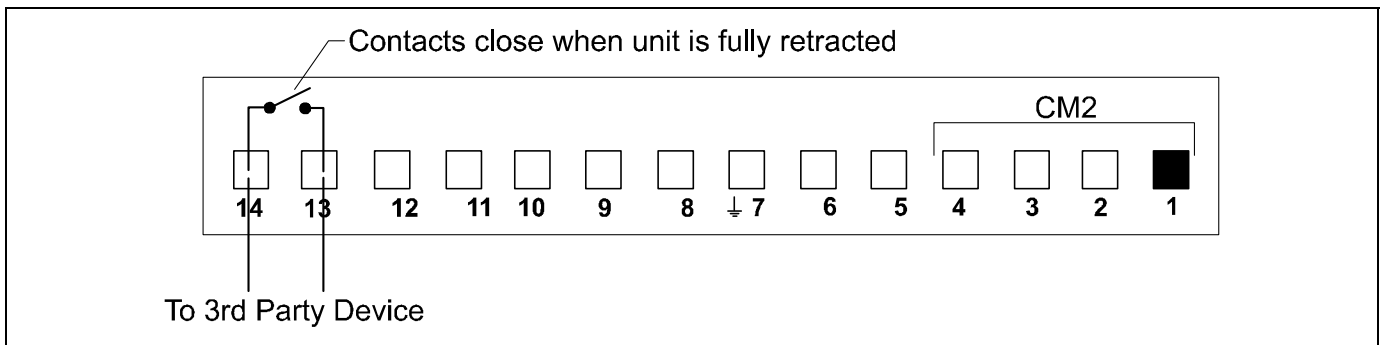 Contacts close when unit is fully retracted
CM2
14 13 12 11 10 9 8 ⏚ 7 6 5 4 3 2 1
To 3rd Party Device